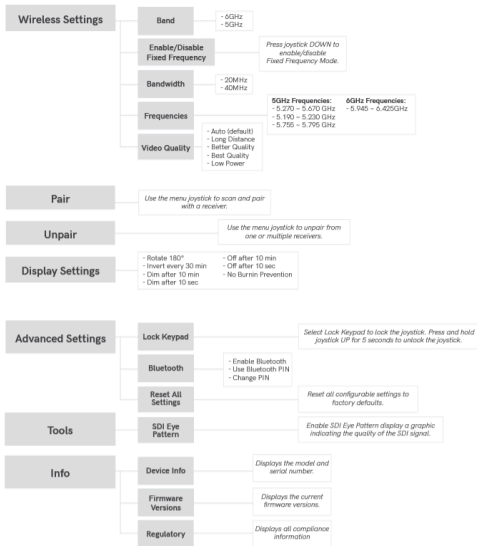 Wireless Settings
Band
- 6GHz
- 5GHz
Enable/Disable
Fixed Frequency
Press joystick DOWN to
enable/disable
Fixed Frequency Mode.
Bandwidth
- 20MHz
- 40MHz
Frequencies
5GHz Frequencies:
- 5.270 ~ 5.670 GHz
- 5.190 ~ 5.230 GHz
- 5.755 ~ 5.795 GHz
6GHz Frequencies:
- 5.945 ~ 6.425GHz
Video Quality
- Auto (default)
- Long Distance
- Better Quality
- Best Quality
- Low Power
Pair
Use the menu joystick to scan and pair
with a receiver.
Unpair
Use the menu joystick to unpair from
one or multiple receivers.
Display Settings
- Rotate 180°
- Invert every 30 min
- Dim after 10 min
- Dim after 10 sec
- Off after 10 min
- Off after 10 sec
- No Burnin Prevention
Advanced Settings
Lock Keypad
Select Lock Keypad to lock the joystick. Press and hold
joystick UP for 5 seconds to unlock the joystick.
Bluetooth
- Enable Bluetooth
- Use Bluetooth PIN
- Change PIN
Reset All
Settings
Reset all configurable settings to
factory defaults.
Tools
SDI Eye
Pattern
Enable SDI Eye Pattern display a graphic
indicating the quality of the SDI signal.
Info
Device Info
Displays the model and
serial number.
Firmware
Versions
Displays the current
firmware versions.
Regulatory
Displays all compliance
information